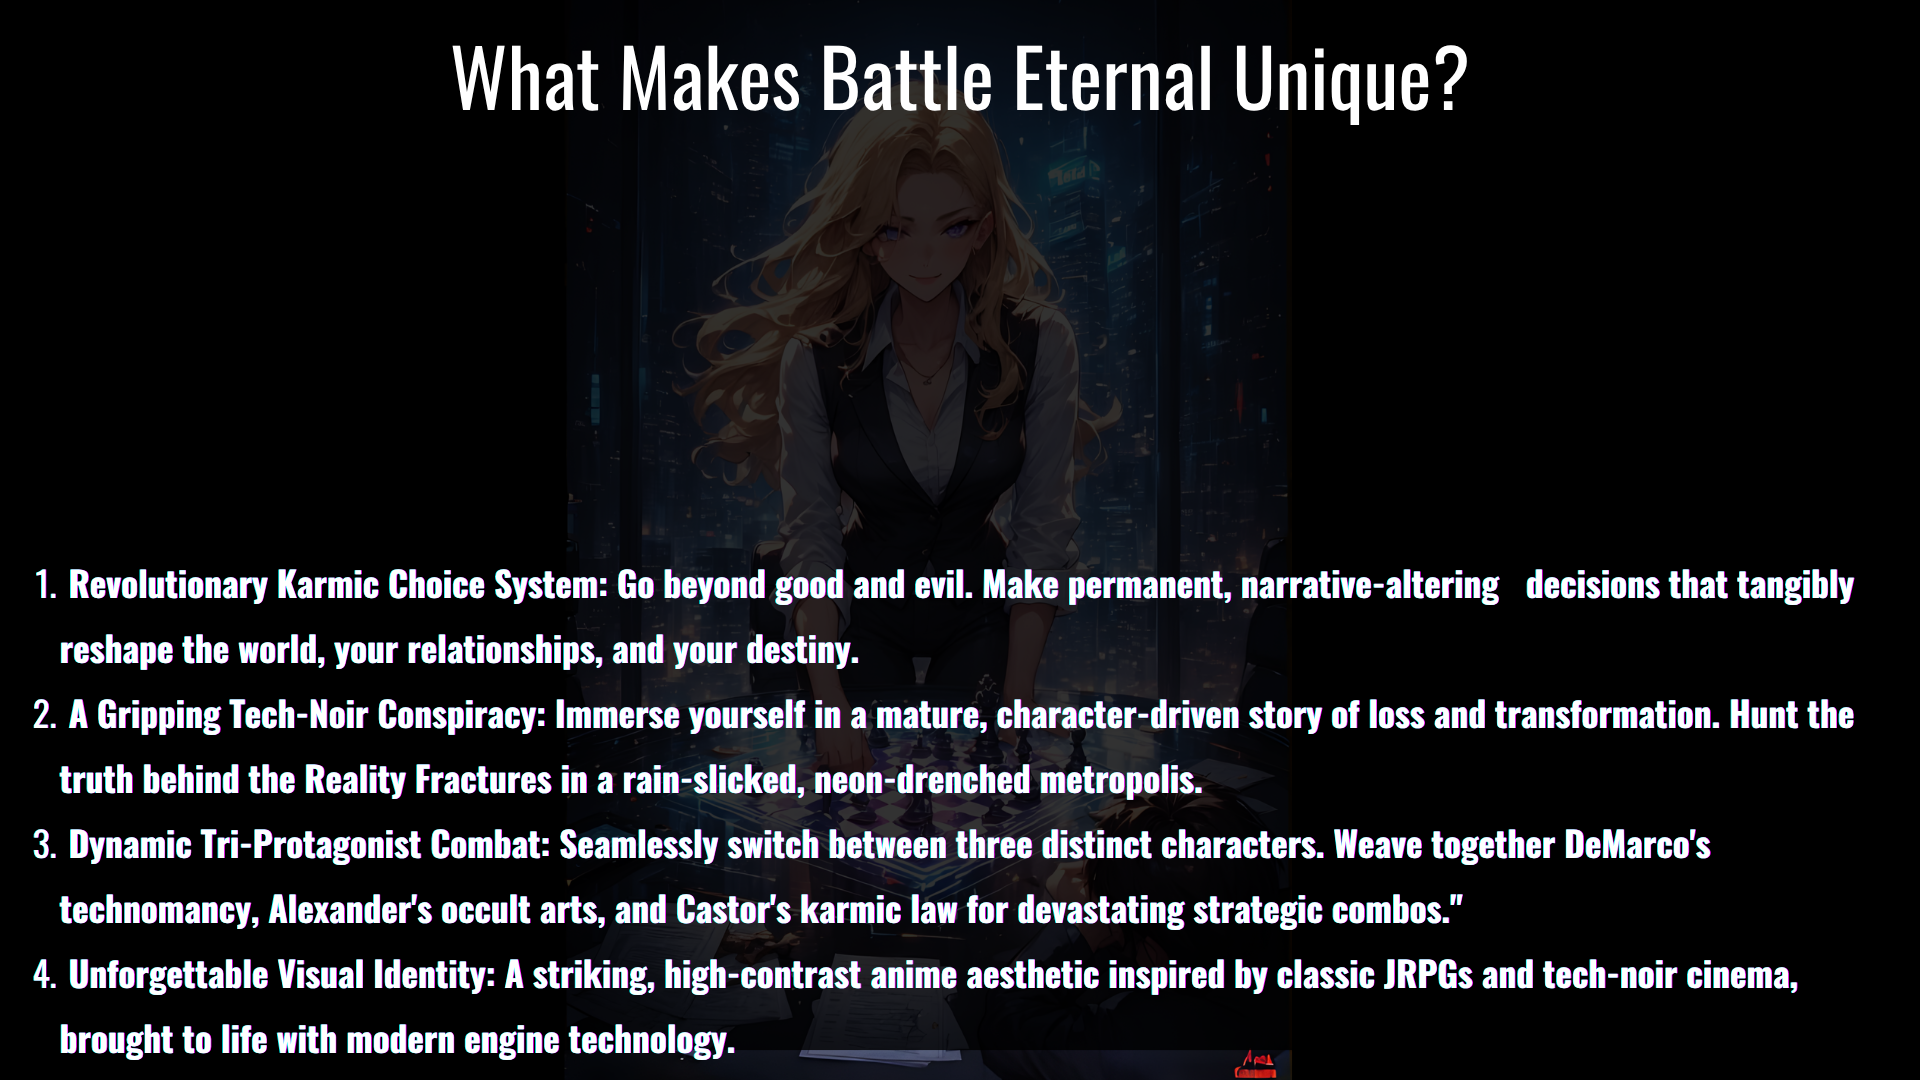 What Makes Battle Eternal Unique?
1. Revolutionary Karmic Choice System: Go beyond good and evil. Make permanent, narrative-altering   decisions that tangibly
reshape the world, your relationships, and your destiny.
2. A Gripping Tech-Noir Conspiracy: Immerse yourself in a mature, character-driven story of loss and transformation. Hunt the
truth behind the Reality Fractures in a rain-slicked, neon-drenched metropolis.
3. Dynamic Tri-Protagonist Combat: Seamlessly switch between three distinct characters. Weave together DeMarco's
technomancy, Alexander's occult arts, and Castor's karmic law for devastating strategic combos."
4. Unforgettable Visual Identity: A striking, high-contrast anime aesthetic inspired by classic JRPGs and tech-noir cinema,
brought to life with modern engine technology.